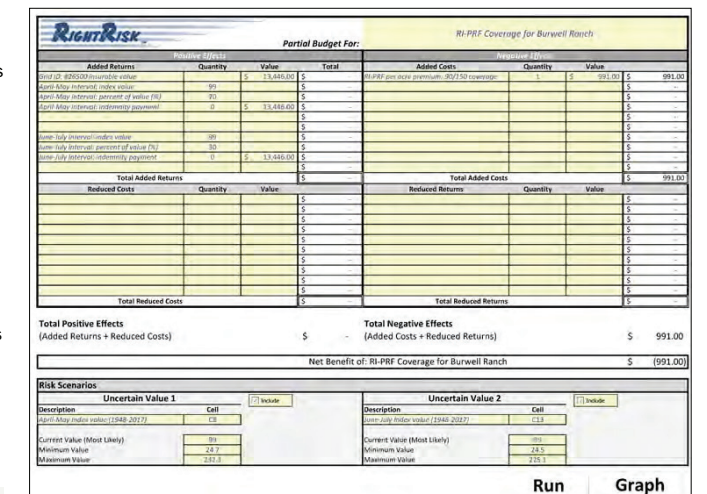 RIGHTRISK
Partial Budget For:
RI-PRF Coverage for Burwell Ranch
Positive Effects
Negative Effects
Added Returns Quantity Value Total
Added Costs Quantity Value
Grid ID: #26500 insurable value $ 13,446.00 $ -
RI-PRF per acre premium: 90/150 coverage 1 $ 991.00 $ 991.00
April-May interval: index value 99 $ -
April-May interval: percent of value (%) 70 $ -
April-May interval: indemnity payment 0 $ 13,446.00 $ -
June-July interval: index value 99 $ -
June-July interval: percent of value (%) 30 $ -
June-July interval: indemnity payment 0 $ 13,446.00 $ -
Total Added Returns $ -
Total Added Costs $ 991.00
Reduced Costs Quantity Value
Reduced Returns Quantity Value
Total Reduced Costs $ -
Total Reduced Returns $ -
Total Positive Effects
(Added Returns + Reduced Costs) $ -
Total Negative Effects
(Added Costs + Reduced Returns) $ 991.00
Net Benefit of: RI-PRF Coverage for Burwell Ranch $ (991.00)
Risk Scenarios
Uncertain Value 1 Include
Uncertain Value 2 Include
Description Cell
Description Cell
April-May Index value (1948-2017) C8
June-July Index value (1948-2017) C13
Current Value (Most Likely) 99
Current Value (Most Likely) 99
Minimum Value 24.7
Minimum Value 24.5
Maximum Value
Maximum Value
Run Graph